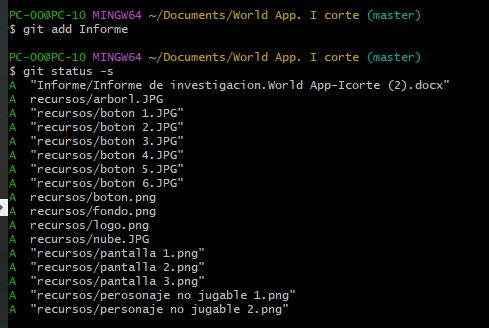 PC-OO@PC-10 MINGW64 ~/Documents/World App. I corte (master)
$ git add Informe
PC-OO@PC-10 MINGW64 ~/Documents/World App. I corte (master)
$ git status -s
A  "Informe/Informe de investigacion.World App-Icorte (2).docx"
A  recursos/arborl.JPG
A  "recursos/boton 1.JPG"
A  "recursos/boton 2.JPG"
A  "recursos/boton 3.JPG"
A  "recursos/boton 4.JPG"
A  "recursos/boton 5.JPG"
A  "recursos/boton 6.JPG"
A  recursos/boton.png
A  recursos/fondo.png
A  recursos/logo.png
A  recursos/nube.JPG
A  "recursos/pantalla 1.png"
A  "recursos/pantalla 2.png"
A  "recursos/pantalla 3.png"
A  "recursos/perosonaje no jugable 1.png"
A  "recursos/personaje no jugable 2.png"